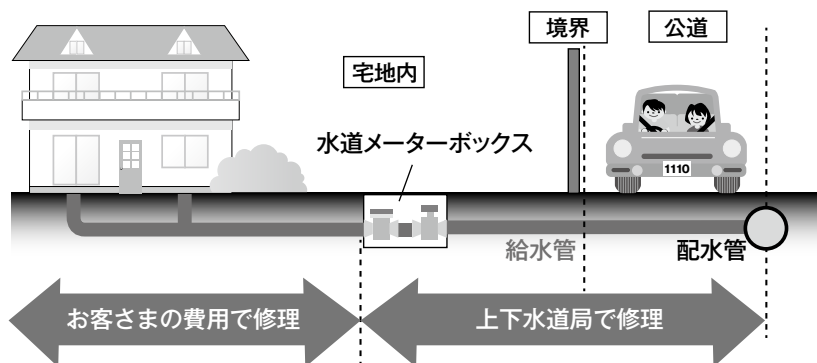 境界
公道
宅地内
水道メーターボックス
1110
給水管
配水管
お客さまの費用で修理
上下水道局で修理